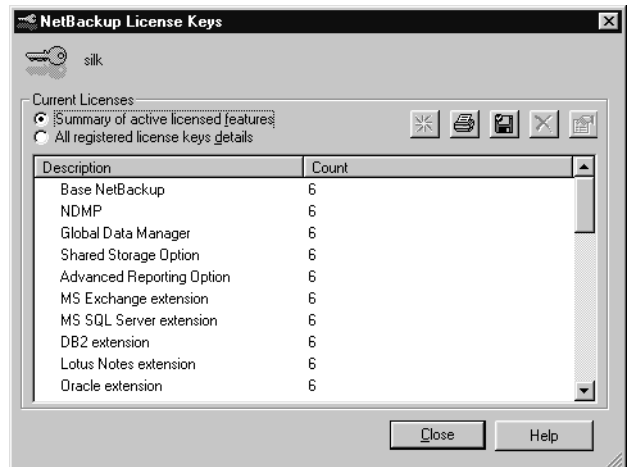 NetBackup License Keys
silk
Current Licenses
Summary of active licensed features
All registered license keys details
Description Count
Base NetBackup 6
NDMP 6
Global Data Manager 6
Shared Storage Option 6
Advanced Reporting Option 6
MS Exchange extension 6
MS SQL Server extension 6
DB2 extension 6
Lotus Notes extension 6
Oracle extension 6
Close Help